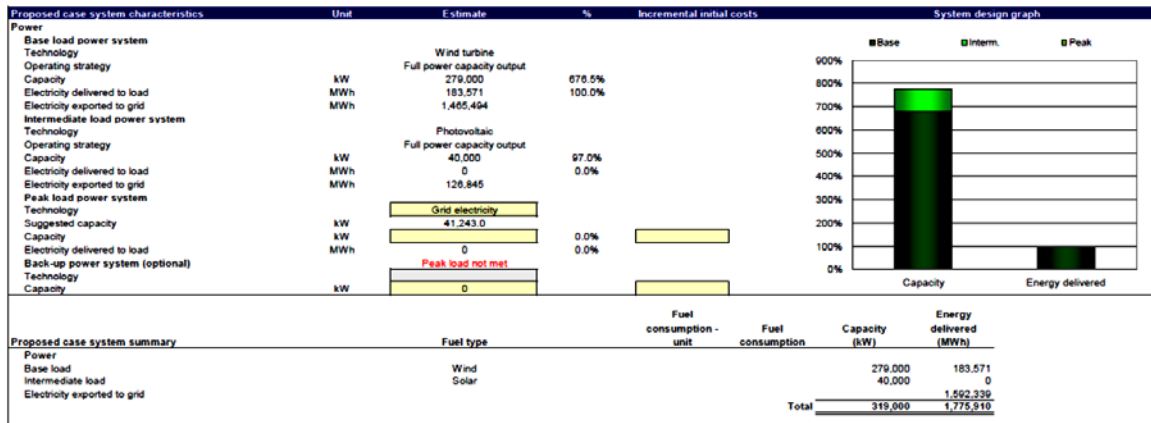 Proposed case system characteristics Unit Estimate % Incremental initial costs System design graph
Power
Base load power system
Technology Wind turbine
Operating strategy Full power capacity output
Capacity kW 279,000 676.5%
Electricity delivered to load MWh 183,571 100.0%
Electricity exported to grid MWh 1,465,494
Intermediate load power system
Technology Photovoltaic
Operating strategy Full power capacity output
Capacity kW 40,000 97.0%
Electricity delivered to load MWh 0 0.0%
Electricity exported to grid MWh 126,845
Peak load power system
Technology Grid electricity
Suggested capacity kW 41,243.0
Capacity kW 0.0%
Electricity delivered to load MWh 0 0.0%
Back-up power system (optional) Peak load not met
Technology
Capacity kW 0
Base Interm. Peak
900%
800%
700%
600%
500%
400%
300%
200%
100%
0%
Capacity Energy delivered
Proposed case system summary Fuel type Fuel consumption - unit Fuel consumption Capacity (kW) Energy delivered (MWh)
Power
Base load Wind 279,000 183,571
Intermediate load Solar 40,000 0
Electricity exported to grid 1,592,339
Total 319,000 1,775,910